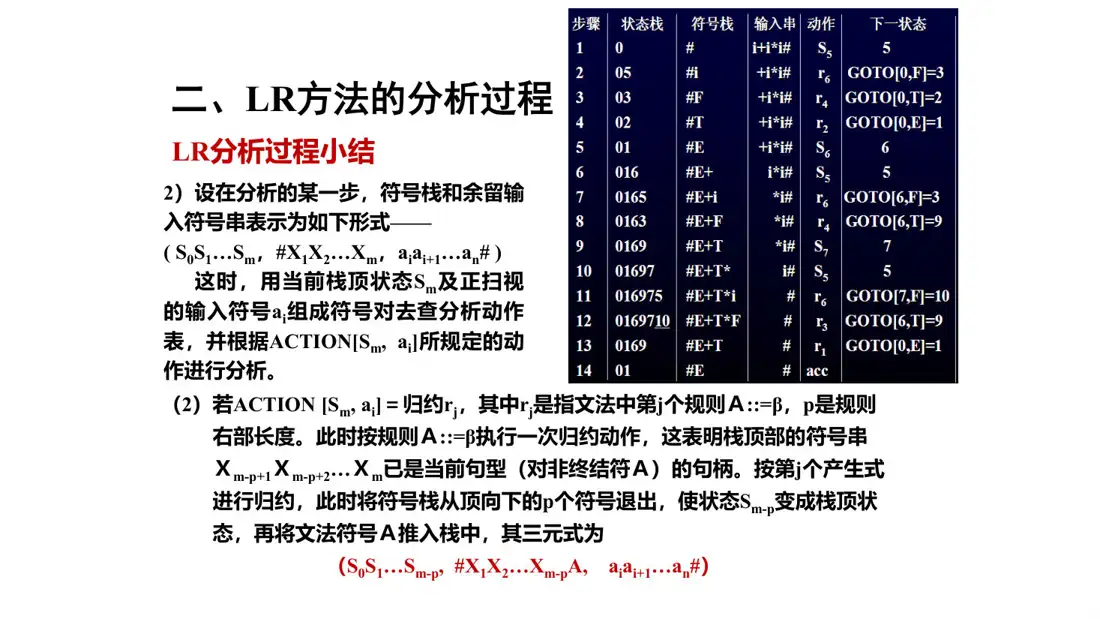 二、LR方法的分析过程
LR分析过程小结
2）设在分析的某一步，符号栈和余留输
入符号串表示为如下形式——
( S0S1…Sm，#X1X2…Xm，aiai+1…an# )
这时，用当前栈顶状态Sm及正扫视
的输入符号ai组成符号对去查分析动作
表，并根据ACTION[Sm, ai]所规定的动
作进行分析。
步骤 状态栈 符号栈 输入串 动作 下一状态
1 0 # i+i*i# S5 5
2 05 #i +i*i# r6 GOTO[0,F]=3
3 03 #F +i*i# r4 GOTO[0,T]=2
4 02 #T +i*i# r2 GOTO[0,E]=1
5 01 #E +i*i# S6 6
6 016 #E+ i*i# S5 5
7 0165 #E+i *i# r6 GOTO[6,F]=3
8 0163 #E+F *i# r4 GOTO[6,T]=9
9 0169 #E+T *i# S7 7
10 01697 #E+T* i# S5 5
11 016975 #E+T*i # r6 GOTO[7,F]=10
12 0169710 #E+T*F # r3 GOTO[6,T]=9
13 0169 #E+T # r1 GOTO[0,E]=1
14 01 #E # acc
（2）若ACTION [Sm, ai]＝归约rj，其中rj是指文法中第j个规则Ａ::=β，p是规则
右部长度。此时按规则Ａ::=β执行一次归约动作，这表明栈顶部的符号串
Ｘm-p+1Ｘm-p+2…Ｘm已是当前句型（对非终结符Ａ）的句柄。按第j个产生式
进行归约，此时将符号栈从顶向下的p个符号退出，使状态Sm-p变成栈顶状
态，再将文法符号Ａ推入栈中，其三元式为
（S0S1…Sm-p, #X1X2…Xm-pA, aiai+1…an#）